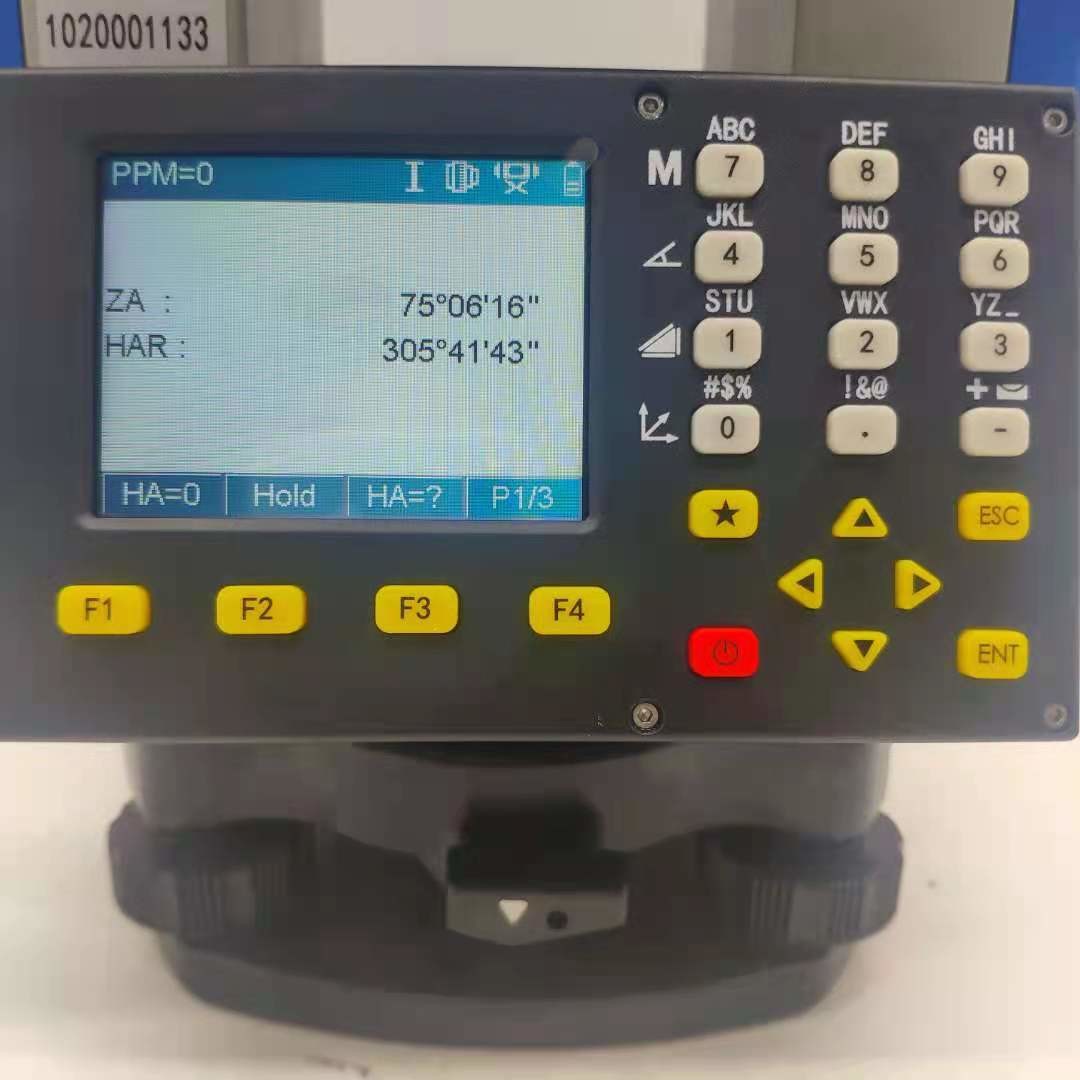 1020001133
PPM=0
ZA : 75°06'16"
HAR : 305°41'43"
HA=0 Hold HA=? P1/3
F1 F2 F3 F4
ABC DEF GHI
M 7 8 9
JKL MNO PQR
4 5 6
STU VWX YZ_
1 2 3
#$% !&@ +
0 . -
ESC
ENT